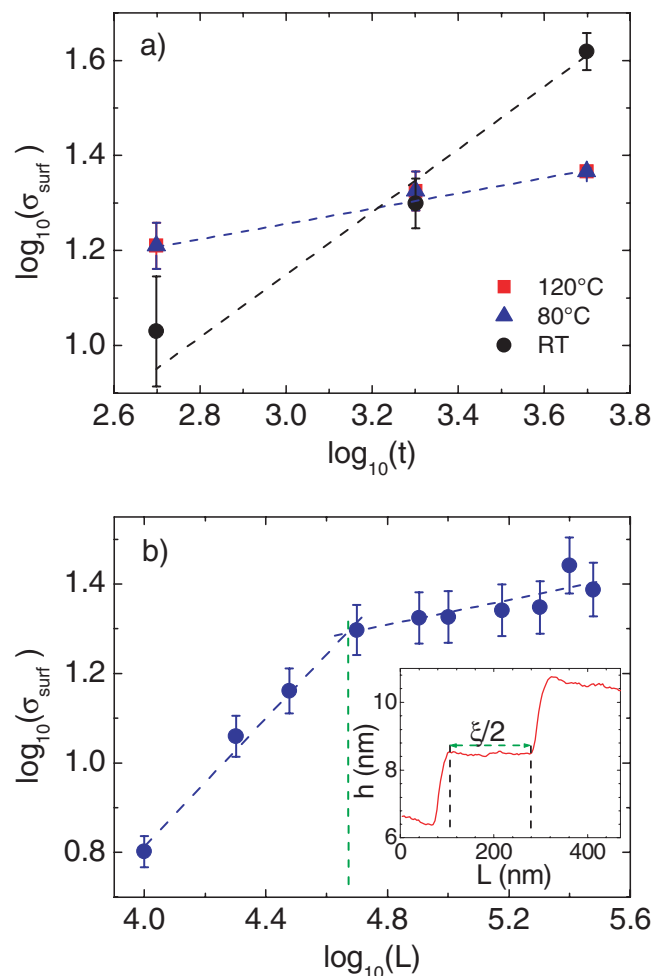 a)
1.6
1.4
1.2
1.0
log10(σsurf)
120°C
80°C
RT
2.6 2.8 3.0 3.2 3.4 3.6 3.8
log10(t)
b)
1.4
1.2
1.0
0.8
log10(σsurf)
10
8
6
h (nm)
ξ/2
0 200 400
L (nm)
4.0 4.4 4.8 5.2 5.6
log10(L)